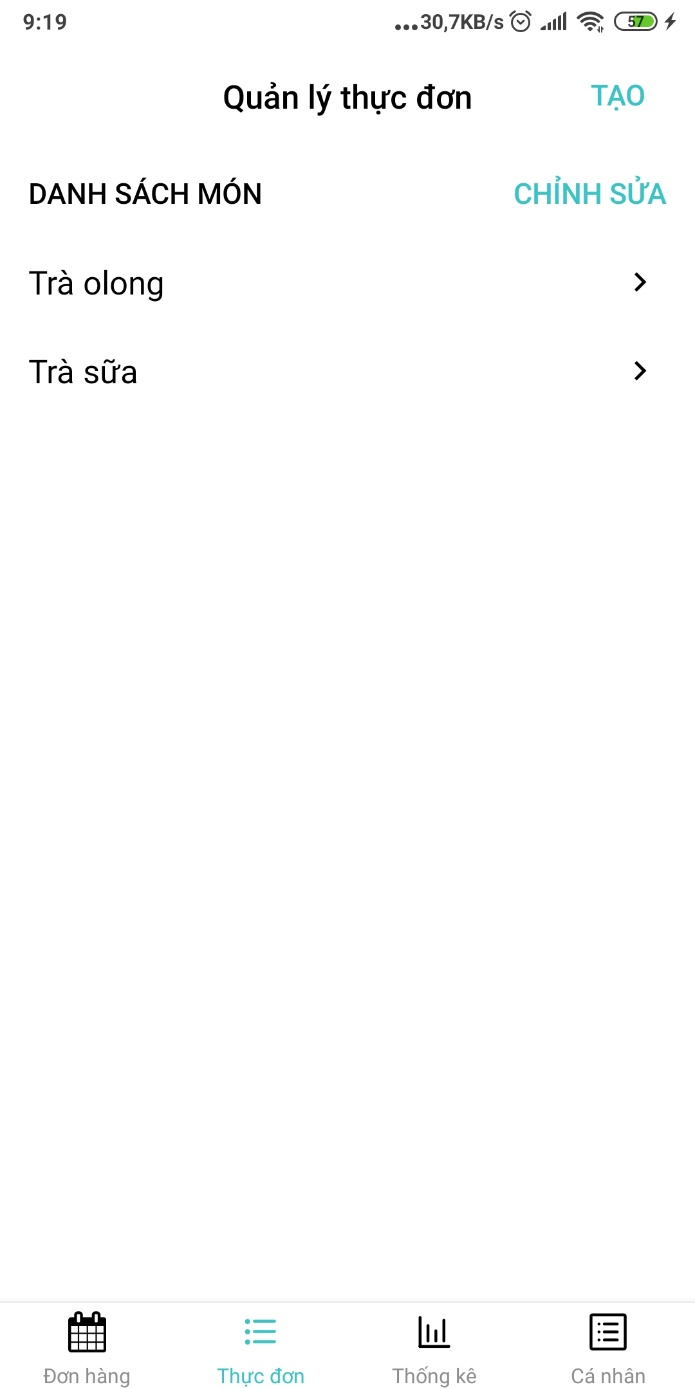 9:19 ...30,7KB/s 57
Quản lý thực đơn TẠO
DANH SÁCH MÓN CHỈNH SỬA
Trà olong
Trà sữa
Đơn hàng Thực đơn Thống kê Cá nhân